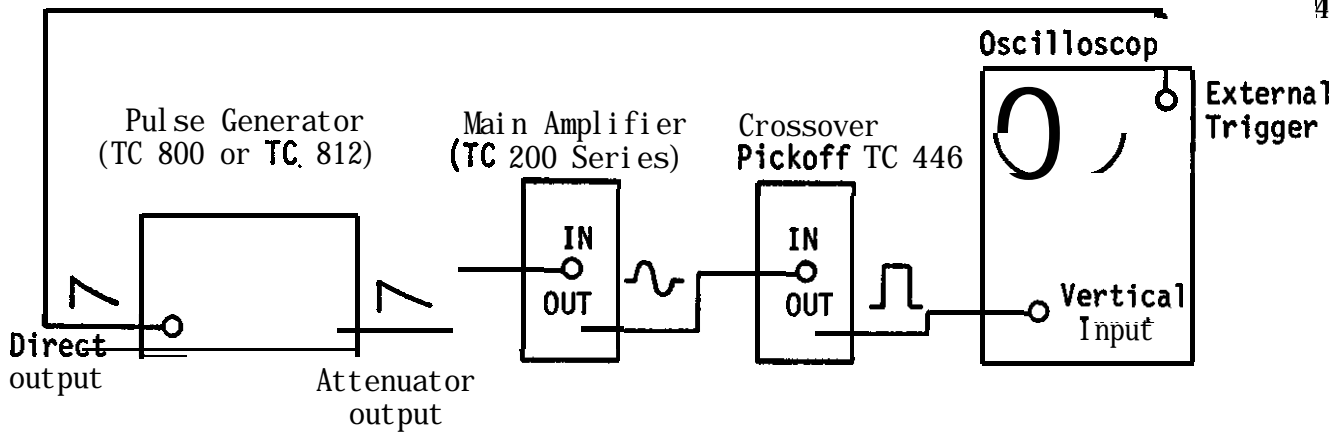 4
Oscilloscop
External
Trigger
Pulse Generator
(TC 800 or TC. 812)
Main Amplifier
(TC 200 Series)
Crossover
Pickoff TC 446
IN
OUT
IN
OUT
Vertical
Input
Direct
output
Attenuator
output